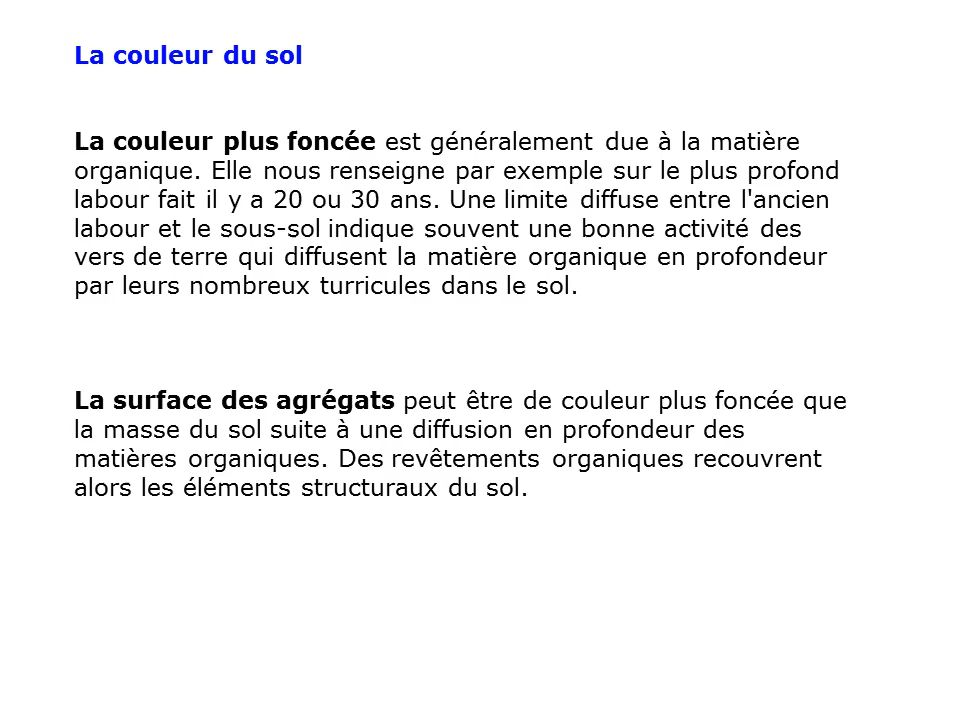 La couleur du sol
La couleur plus foncée est généralement due à la matière
organique. Elle nous renseigne par exemple sur le plus profond
labour fait il y a 20 ou 30 ans. Une limite diffuse entre l'ancien
labour et le sous-sol indique souvent une bonne activité des
vers de terre qui diffusent la matière organique en profondeur
par leurs nombreux turricules dans le sol.
La surface des agrégats peut être de couleur plus foncée que
la masse du sol suite à une diffusion en profondeur des
matières organiques. Des revêtements organiques recouvrent
alors les éléments structuraux du sol.